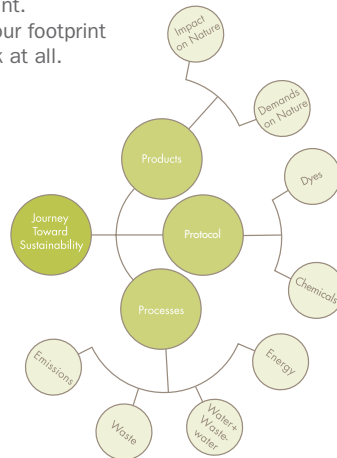 nt.
our footprint
k at all.
Impact
on Nature
Demands
on Nature
Products
Dyes
Journey
Toward
Sustainability
Protocol
Chemicals
Processes
Emissions
Energy
Waste
Water+
Waste-
water